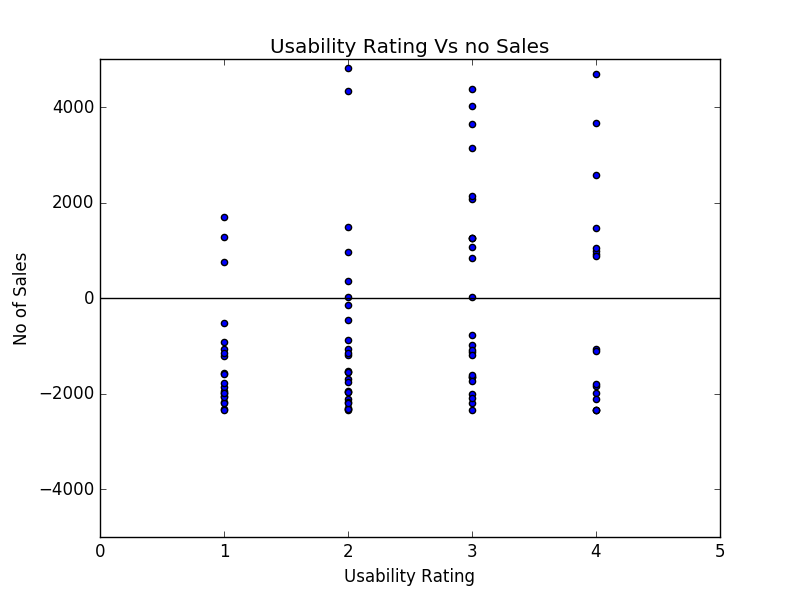 Usability Rating Vs no Sales
4000
2000
0
−2000
−4000
No of Sales
0 1 2 3 4 5
Usability Rating